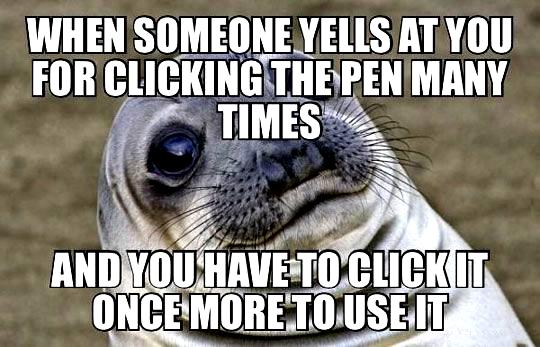 WHEN SOMEONE YELLS AT YOU
FOR CLICKING THE PEN MANY
TIMES
AND YOU HAVE TO CLICK IT
ONCE MORE TO USE IT